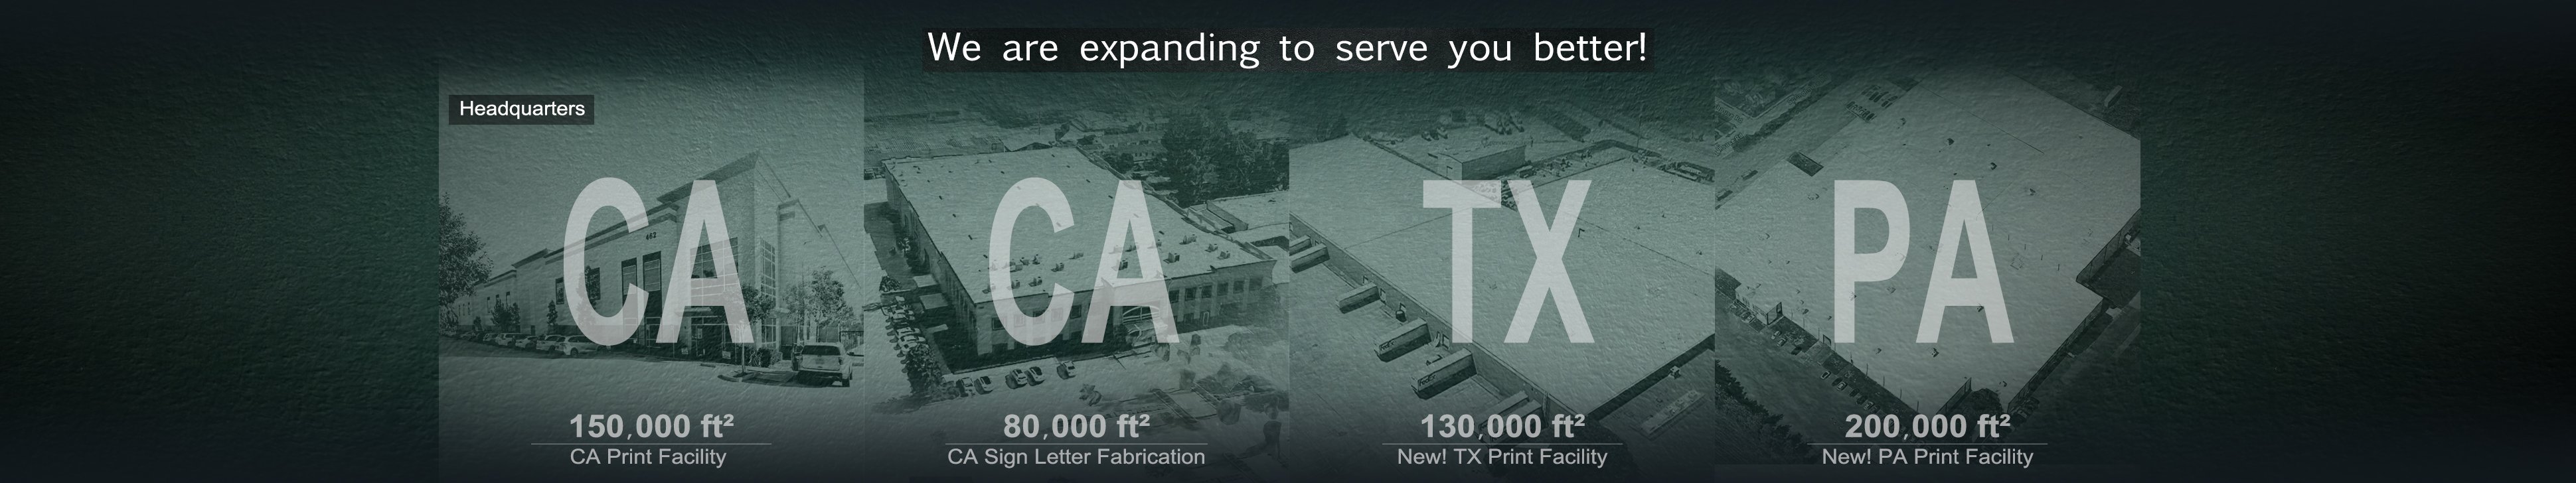 We are expanding to serve you better!
Headquarters
CA
150,000 ft²
CA Print Facility
CA
80,000 ft²
CA Sign Letter Fabrication
TX
130,000 ft²
New! TX Print Facility
PA
200,000 ft²
New! PA Print Facility